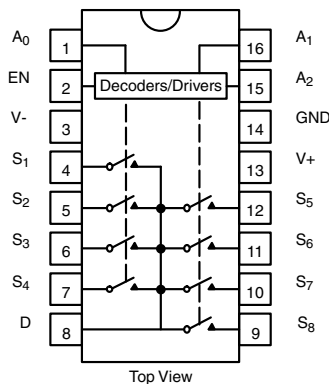 A0 1 16 A1
EN 2 Decoders/Drivers 15 A2
V- 3 14 GND
S1 4 13 V+
S2 5 12 S5
S3 6 11 S6
S4 7 10 S7
D 8 9 S8
Top View